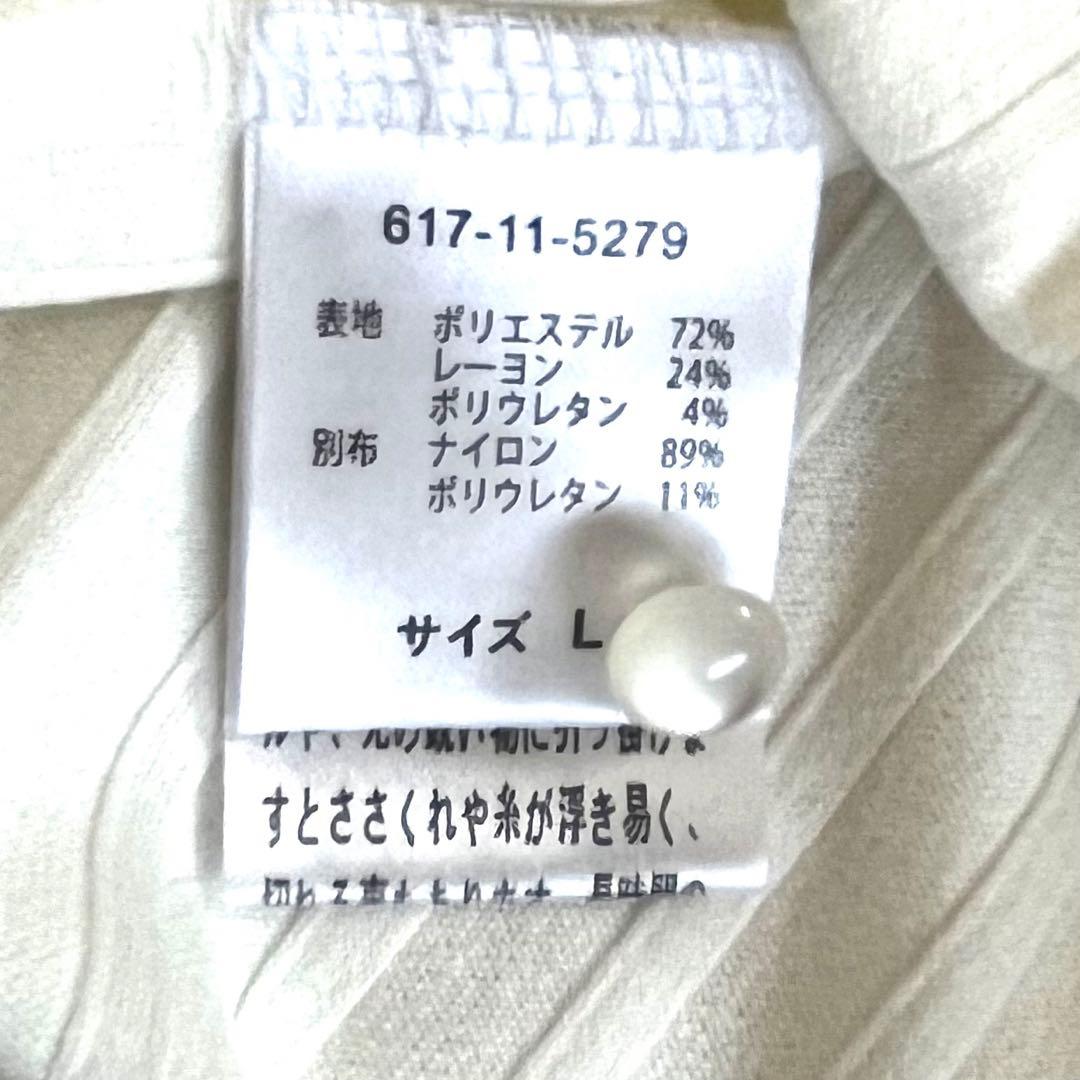 617-11-5279
表地 ポリエステル 72%
レーヨン 24%
ポリウレタン 4%
別布 ナイロン 89%
ポリウレタン 11%
サイズ L
すとささくれや糸が浮き易く、